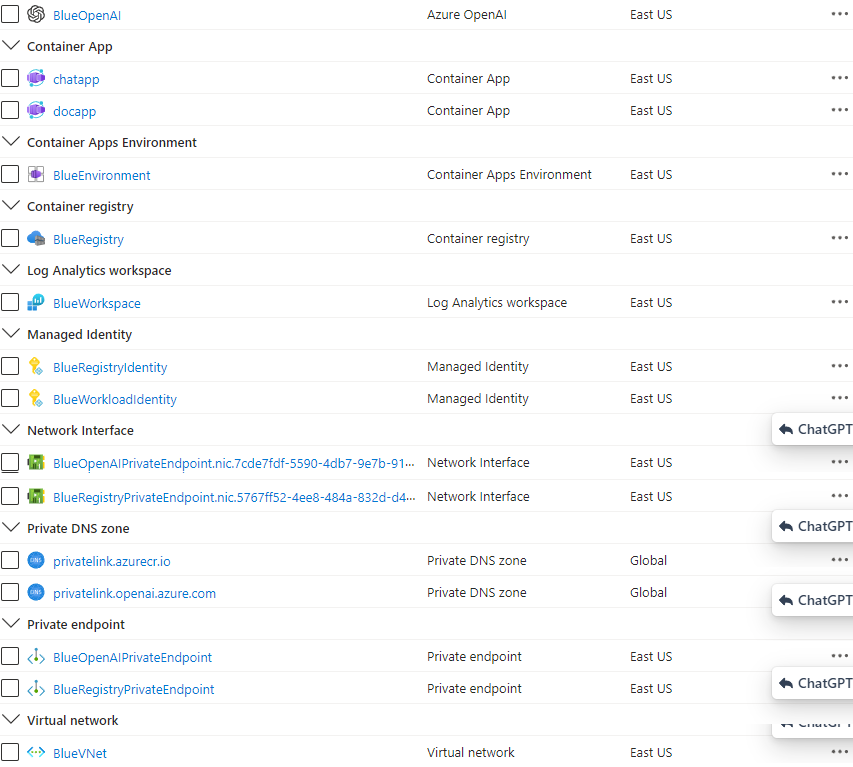 BlueOpenAI Azure OpenAI East US ...
Container App
chatapp Container App East US ...
docapp Container App East US ...
Container Apps Environment
BlueEnvironment Container Apps Environment East US ...
Container registry
BlueRegistry Container registry East US ...
Log Analytics workspace
BlueWorkspace Log Analytics workspace East US ...
Managed Identity
BlueRegistryIdentity Managed Identity East US ...
BlueWorkloadIdentity Managed Identity East US ...
Network Interface
ChatGPT
BlueOpenAIPrivateEndpoint.nic.7cde7fdf-5590-4db7-9e7b-91... Network Interface East US ...
BlueRegistryPrivateEndpoint.nic.5767ff52-4ee8-484a-832d-d4... Network Interface East US ...
Private DNS zone
ChatGPT
DNS privatelink.azurecr.io Private DNS zone Global ...
DNS privatelink.openai.azure.com Private DNS zone Global
ChatGPT
Private endpoint
BlueOpenAIPrivateEndpoint Private endpoint East US ...
BlueRegistryPrivateEndpoint Private endpoint East US
ChatGPT
Virtual network
ChatGPT
BlueVNet Virtual network East US ...